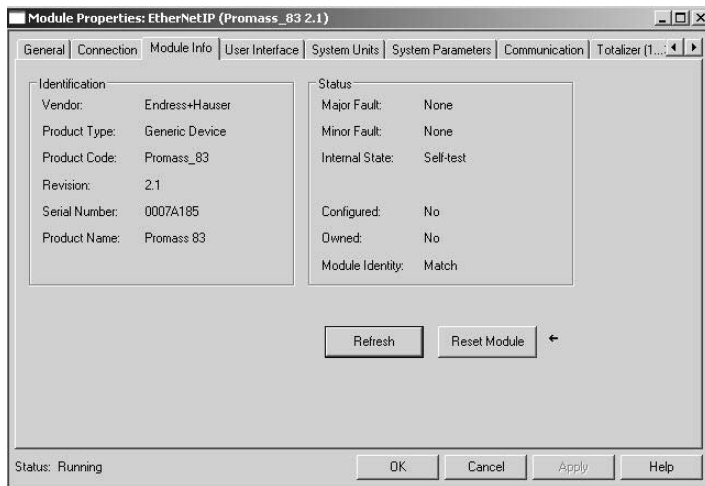 Module Properties: EtherNetIP (Promass_83 2.1)
General Connection Module Info User Interface System Units System Parameters Communication Totalizer (1...
Identification
Vendor: Endress+Hauser
Product Type: Generic Device
Product Code: Promass_83
Revision: 2.1
Serial Number: 0007A185
Product Name: Promass 83
Status
Major Fault: None
Minor Fault: None
Internal State: Self-test
Configured: No
Owned: No
Module Identity: Match
Refresh Reset Module ←
Status: Running OK Cancel Apply Help